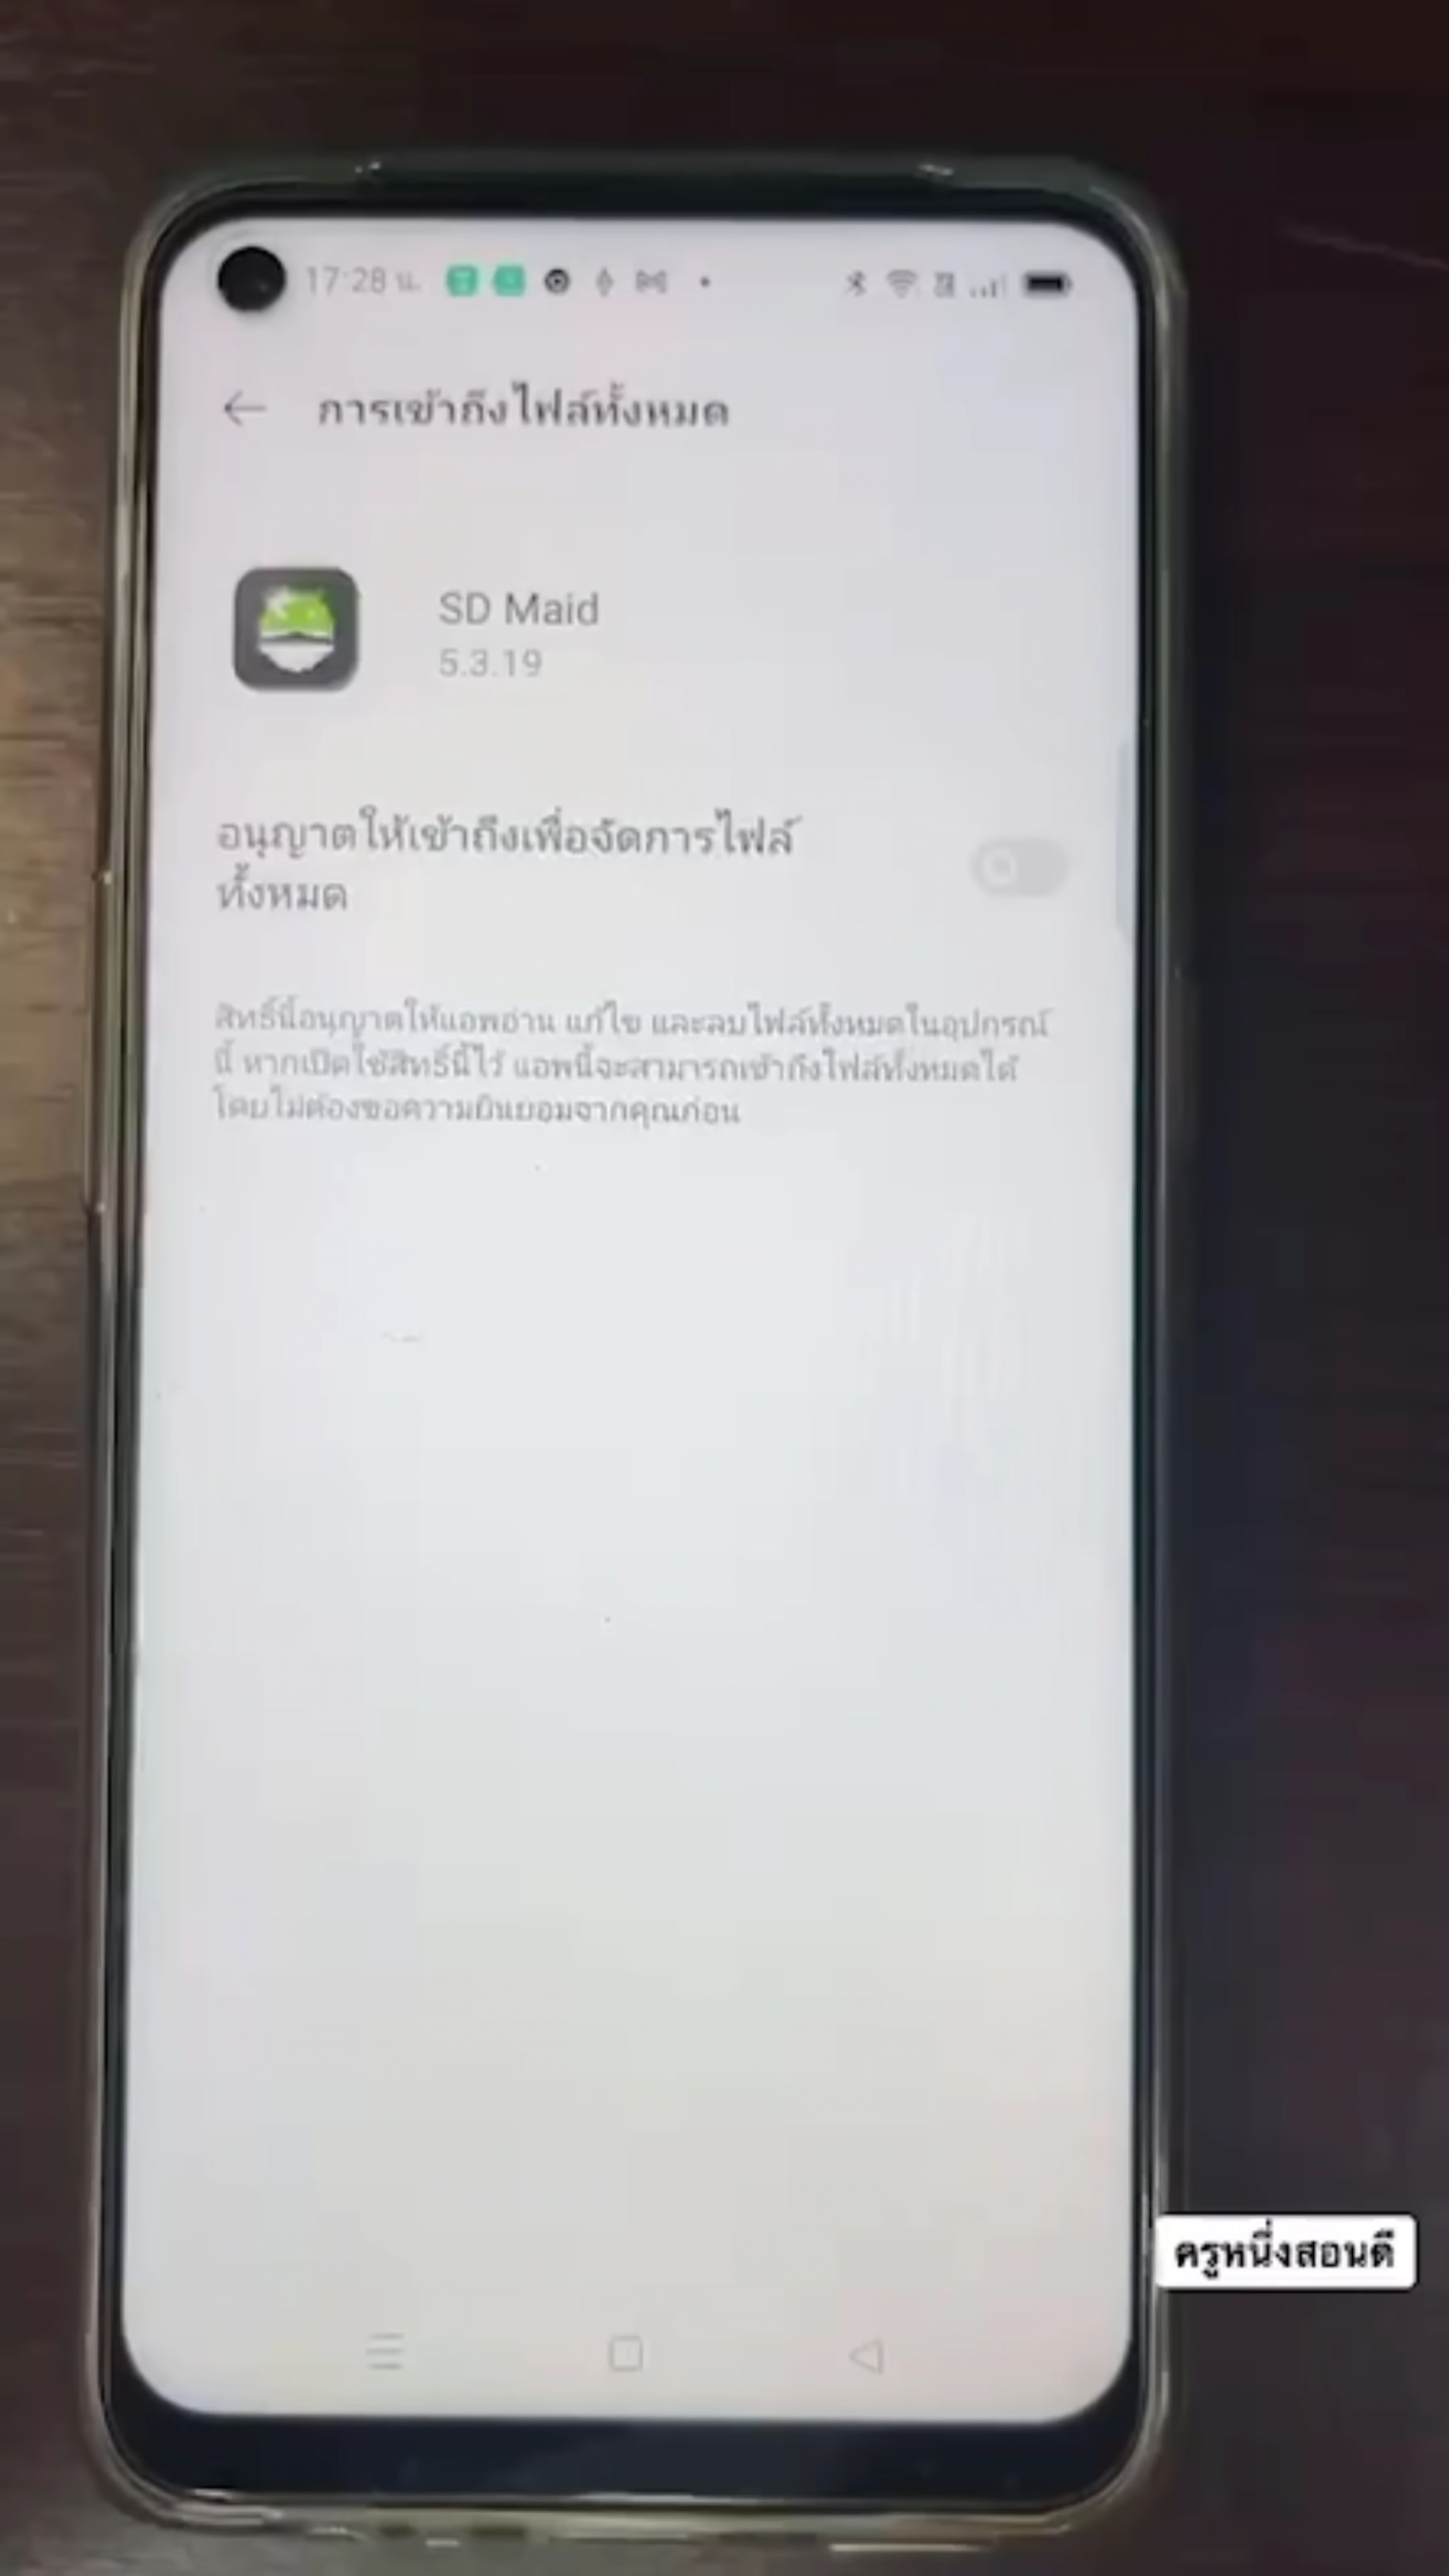 17:28 น.
การเข้าถึงไฟล์ทั้งหมด
SD Maid
5.3.19
อนุญาตให้เข้าถึงเพื่อจัดการไฟล์
ทั้งหมด
สิทธิ์นี้อนุญาตให้แอพอ่าน แก้ไข และลบไฟล์ทั้งหมดในอุปกรณ์
นี้ หากเปิดใช้สิทธิ์นี้ไว้ แอพนี้จะสามารถเข้าถึงไฟล์ทั้งหมดได้
โดยไม่ต้องขอความยินยอมจากคุณก่อน
ครูหนึ่งสอนดี